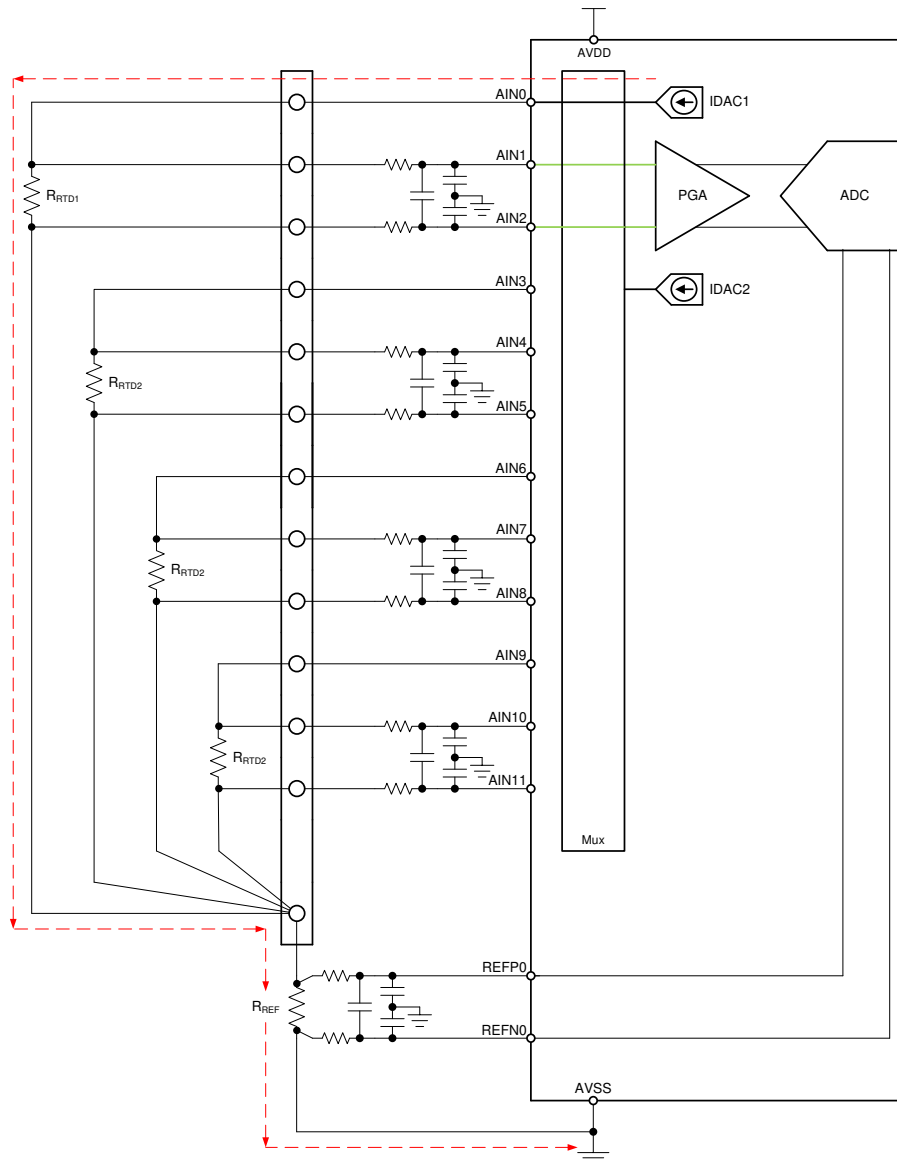 AVDD
AIN0
IDAC1
AIN1
RRTD1
PGA
ADC
AIN2
AIN3
IDAC2
AIN4
RRTD2
AIN5
AIN6
AIN7
RRTD2
AIN8
AIN9
AIN10
RRTD2
AIN11
Mux
REFP0
RREF
REFN0
AVSS